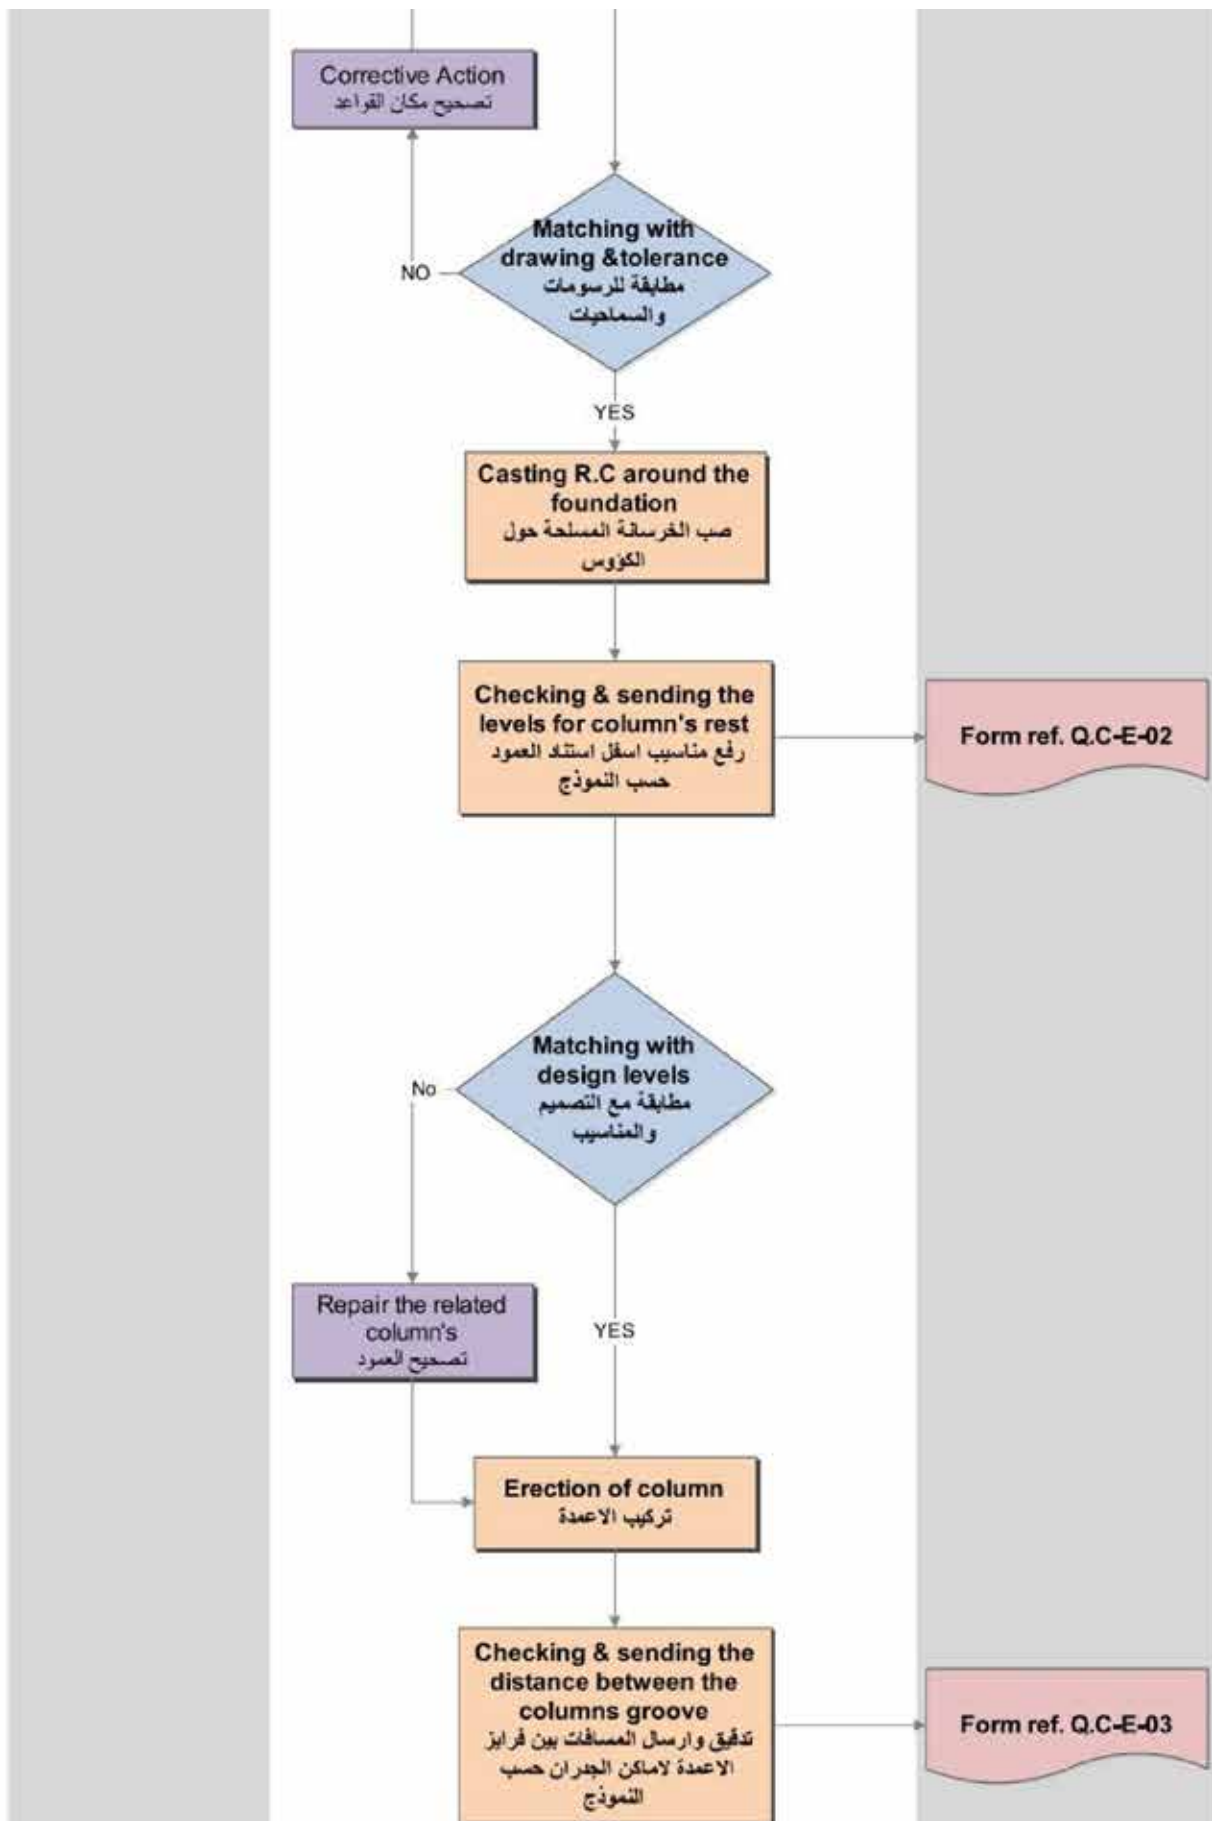 Corrective Action
تصحيح مكان القواعد
Matching with
drawing &tolerance
مطابقة للرسومات
والسماحيات
NO
YES
Casting R.C around the
foundation
صب الخرسانة المسلحة حول
الكؤوس
Checking & sending the
levels for column's rest
رفع مناسيب اسفل استناد العمود
حسب النموذج
Form ref. Q.C-E-02
Matching with
design levels
مطابقة مع التصميم
والمناسيب
No
Repair the related
column's
تصحيح العمود
YES
Erection of column
تركيب الاعمدة
Checking & sending the
distance between the
columns groove
تدقيق وارسال المسافات بين فرايز
الاعمدة لاماكن الجدران حسب
النموذج
Form ref. Q.C-E-03